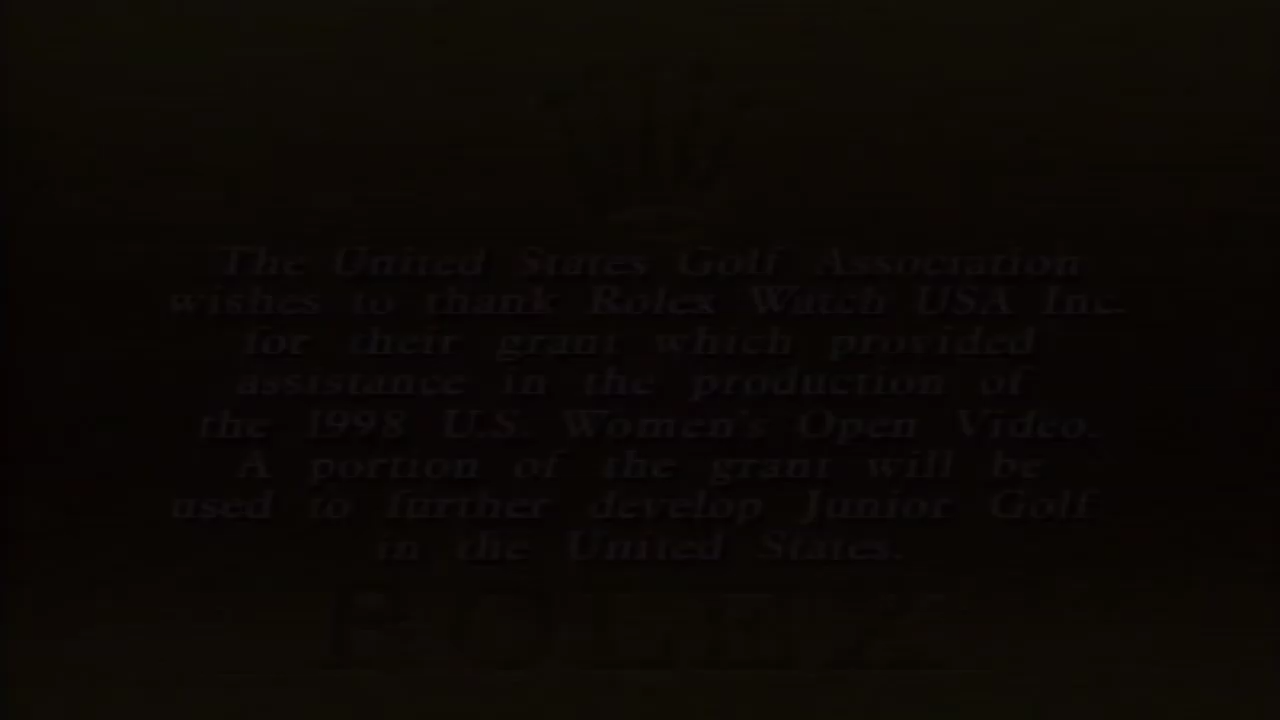 The United States Golf Association
wishes to thank Rolex Watch USA Inc.
for their grant which provided
assistance in the production of
the 1998 U.S. Women's Open Video.
A portion of the grant will be
used to further develop Junior Golf
in the United States.
ROLEX